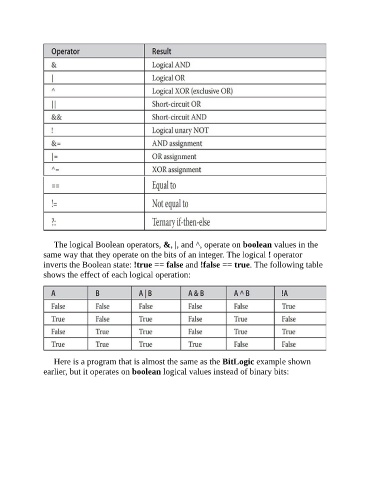 Operator Result
& Logical AND
| Logical OR
^ Logical XOR (exclusive OR)
|| Short-circuit OR
&& Short-circuit AND
! Logical unary NOT
&= AND assignment
|= OR assignment
^= XOR assignment
== Equal to
!= Not equal to
?: Ternary if-then-else
The logical Boolean operators, &, |, and ^, operate on boolean values in the
same way that they operate on the bits of an integer. The logical ! operator
inverts the Boolean state: !true == false and !false == true. The following table
shows the effect of each logical operation:
A B A | B A & B A ^ B !A
False False False False False True
True False True False True False
False True True False True True
True True True True False False
Here is a program that is almost the same as the BitLogic example shown
earlier, but it operates on boolean logical values instead of binary bits: